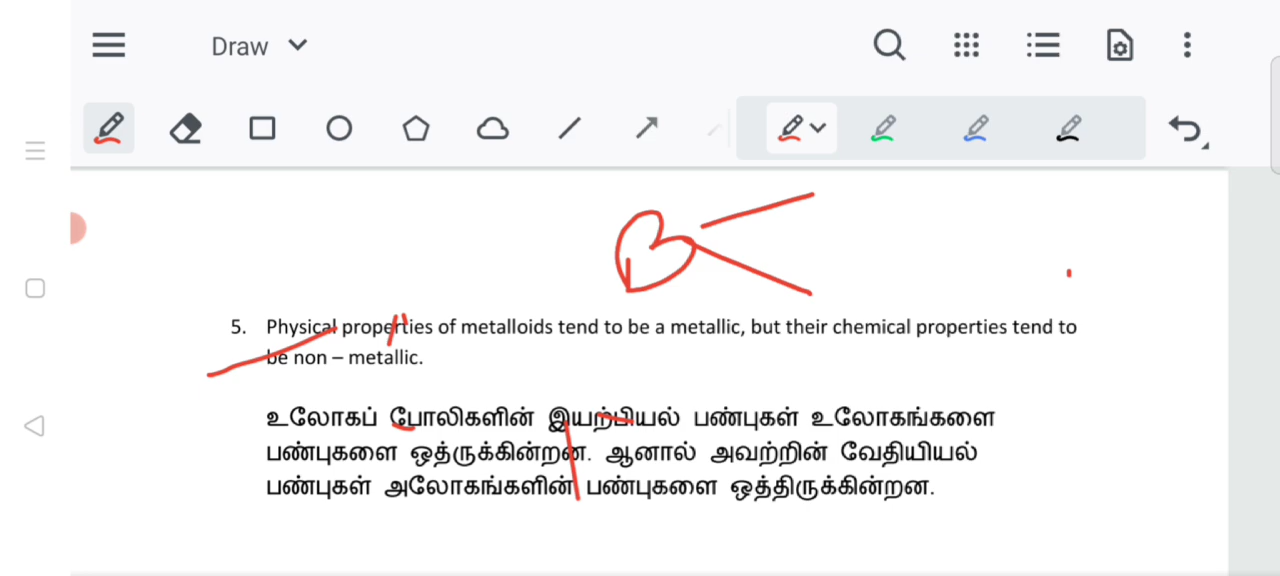 Draw
B
5. Physical properties of metalloids tend to be a metallic, but their chemical properties tend to
be non – metallic.
உலோகப் போலிகளின் இயற்பியல் பண்புகள் உலோகங்களை
பண்புகளை ஒத்ருக்கின்றன. ஆனால் அவற்றின் வேதியியல்
பண்புகள் அலோகங்களின் பண்புகளை ஒத்திருக்கின்றன.